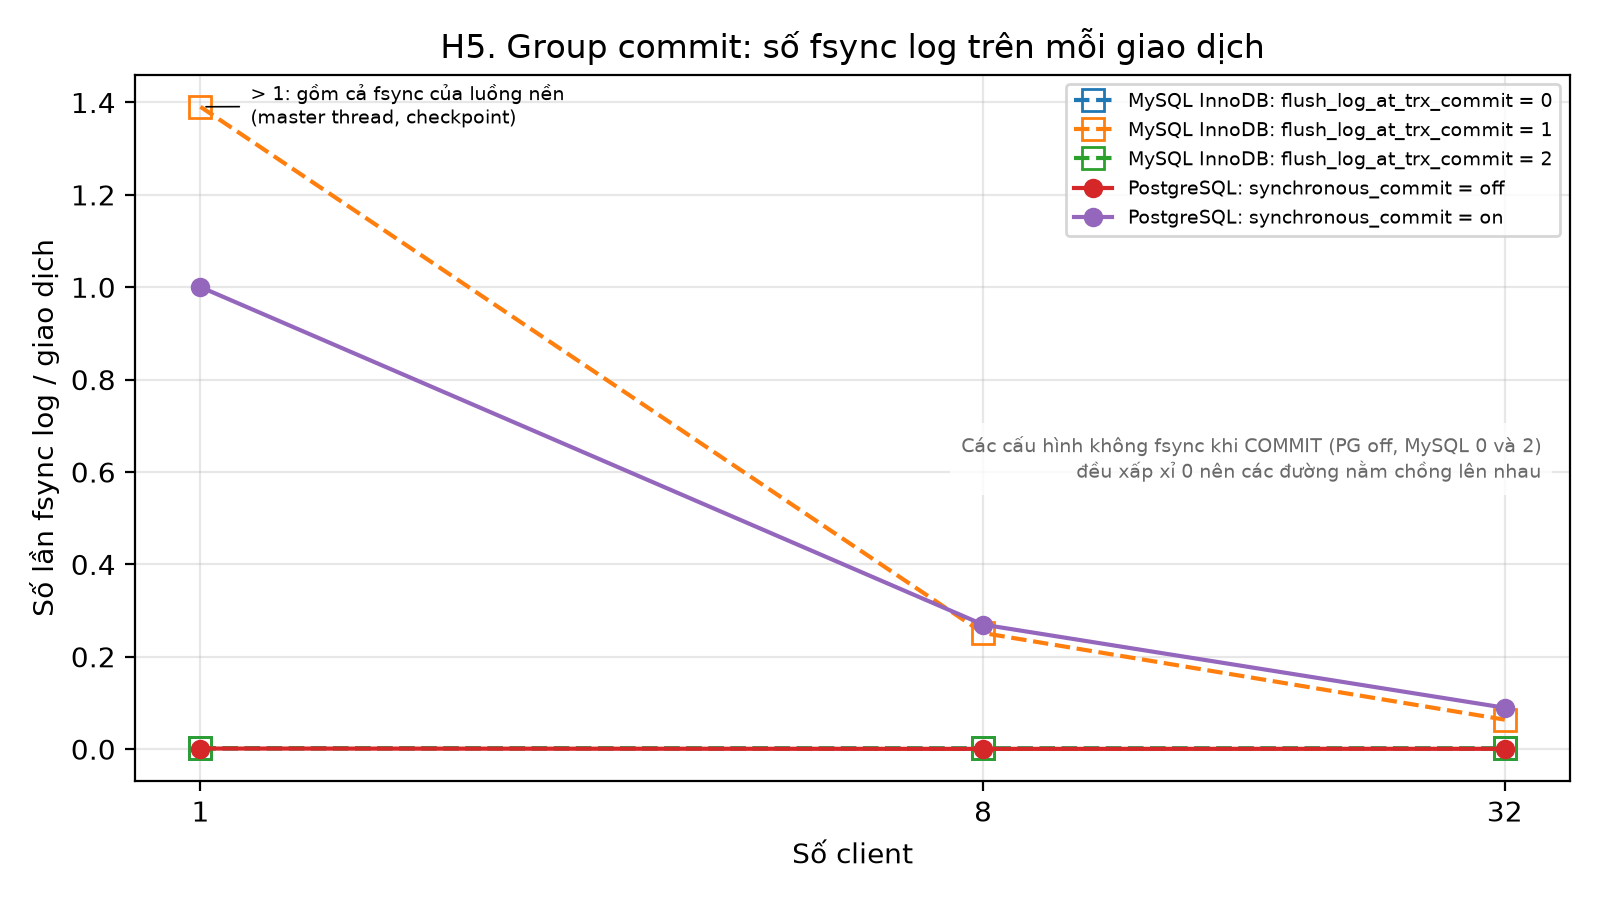 H5. Group commit: số fsync log trên mỗi giao dịch
> 1: gồm cả fsync của luồng nền
(master thread, checkpoint)
MySQL InnoDB: flush_log_at_trx_commit = 0
MySQL InnoDB: flush_log_at_trx_commit = 1
MySQL InnoDB: flush_log_at_trx_commit = 2
PostgreSQL: synchronous_commit = off
PostgreSQL: synchronous_commit = on
Các cấu hình không fsync khi COMMIT (PG off, MySQL 0 và 2)
đều xấp xỉ 0 nên các đường nằm chồng lên nhau
Số lần fsync log / giao dịch
1.4
1.2
1.0
0.8
0.6
0.4
0.2
0.0
1
8
32
Số client